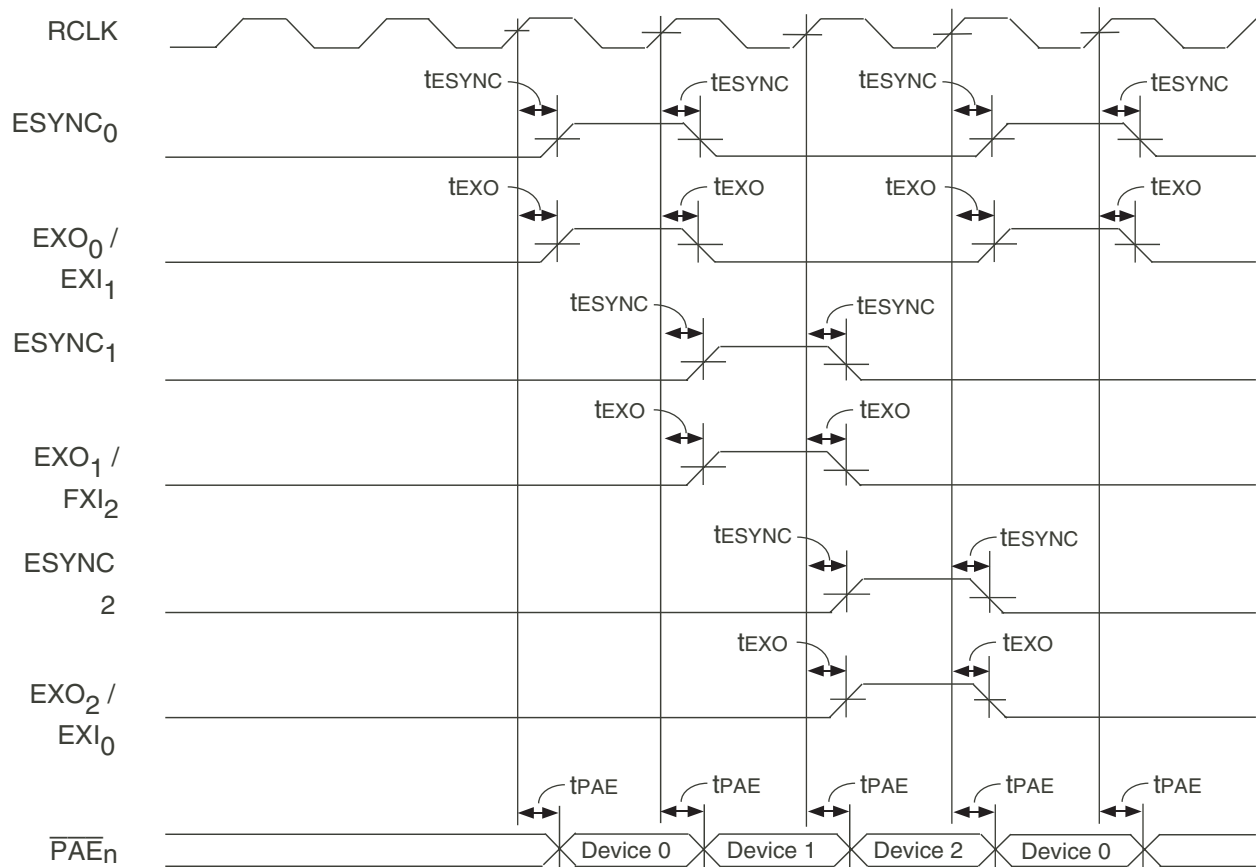 RCLK
tESYNC tESYNC tESYNC tESYNC
ESYNC0
tEXO tEXO tEXO tEXO
EXO0 /
EXI1
tESYNC tESYNC
ESYNC1
tEXO tEXO
EXO1 /
FXI2
tESYNC tESYNC
ESYNC
2
tEXO tEXO
EXO2 /
EXI0
tPAE tPAE tPAE tPAE tPAE
PAEn Device 0 Device 1 Device 2 Device 0